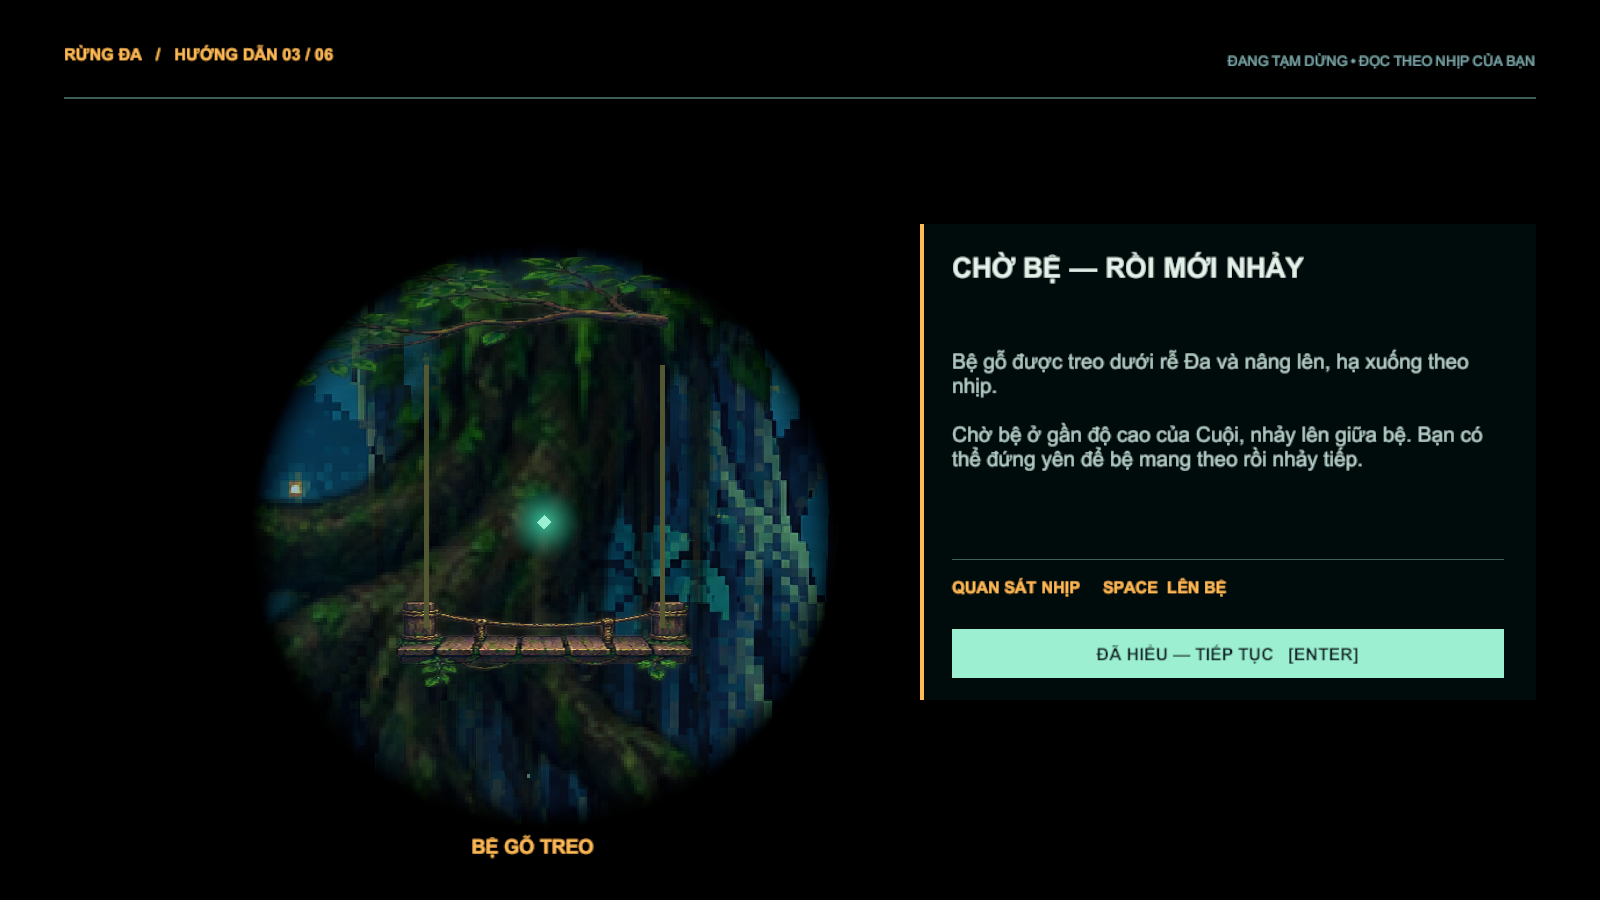 RỪNG ĐA / HƯỚNG DẪN 03 / 06
ĐANG TẠM DỪNG • ĐỌC THEO NHỊP CỦA BẠN
CHỜ BỆ — RỒI MỚI NHẢY
Bệ gỗ được treo dưới rễ Đa và nâng lên, hạ xuống theo
nhịp.
Chờ bệ ở gần độ cao của Cuội, nhảy lên giữa bệ. Bạn có
thể đứng yên để bệ mang theo rồi nhảy tiếp.
QUAN SÁT NHỊP SPACE LÊN BỆ
ĐÃ HIỂU — TIẾP TỤC [ENTER]
BỆ GỖ TREO